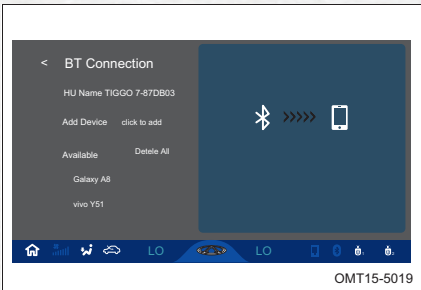 < BT Connection
HU Name TIGGO 7-87DB03
Add Device click to add
Available Detele All
Galaxy A8
vivo Y51
LO LO
OMT15-5019